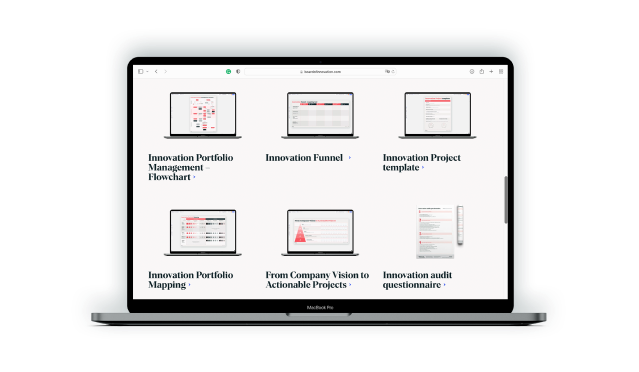 boardofinnovation.com
Innovation Portfolio
Management –
Flowchart
Innovation Funnel
Innovation Project
template
Innovation Portfolio
Mapping
From Company Vision to
Actionable Projects
Innovation audit
questionnaire
MacBook Pro